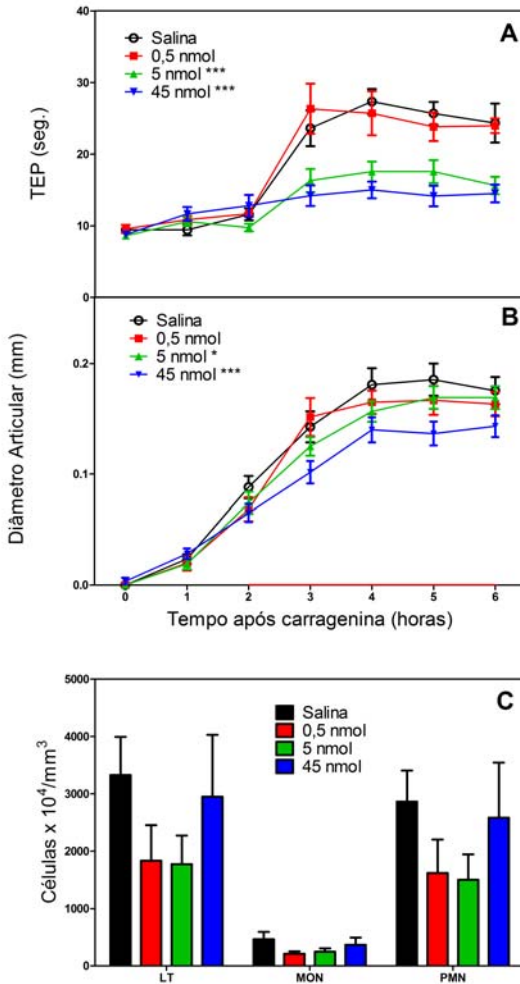 A
Salina
0,5 nmol
5 nmol ***
45 nmol ***
40
30
20
10
0
TEP (seg.)
B
Salina
0,5 nmol
5 nmol *
45 nmol ***
0.2
0.1
0.0
Diâmetro Articular (mm)
0 1 2 3 4 5 6
Tempo após carragenina (horas)
C
Salina
0,5 nmol
5 nmol
45 nmol
5000
4000
3000
2000
1000
0
Células x 10⁴/mm³
LT MON PMN